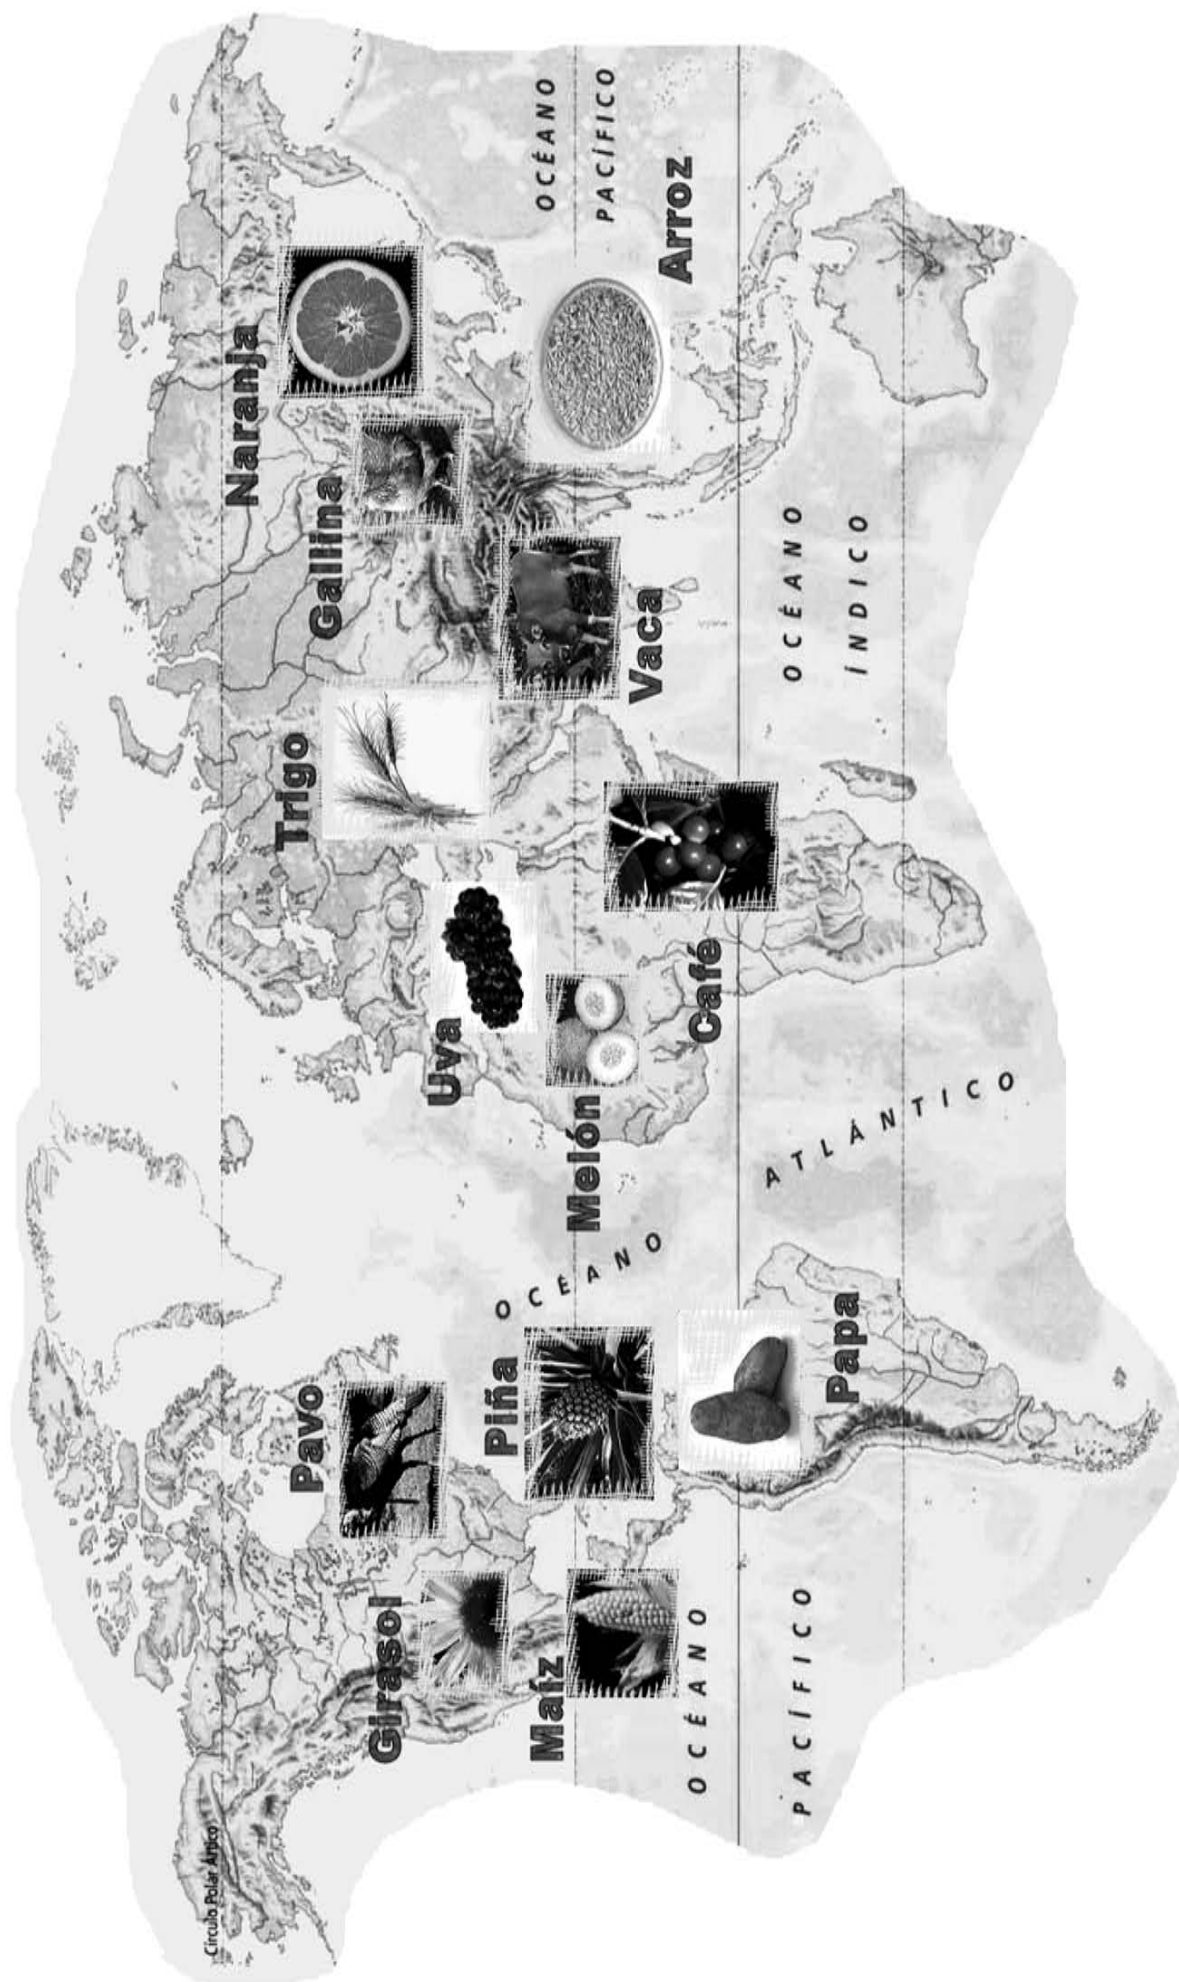 Círculo Polar Ártico
Naranja
Trigo
Pavo
Gallina
Girasol
Uva
Piña
Maíz
OCÉANO
PACÍFICO
Melón
OCÉANO
ATLÁNTICO
Vaca
Arroz
Café
OCÉANO
PACÍFICO
OCÉANO
ÍNDICO
Papa